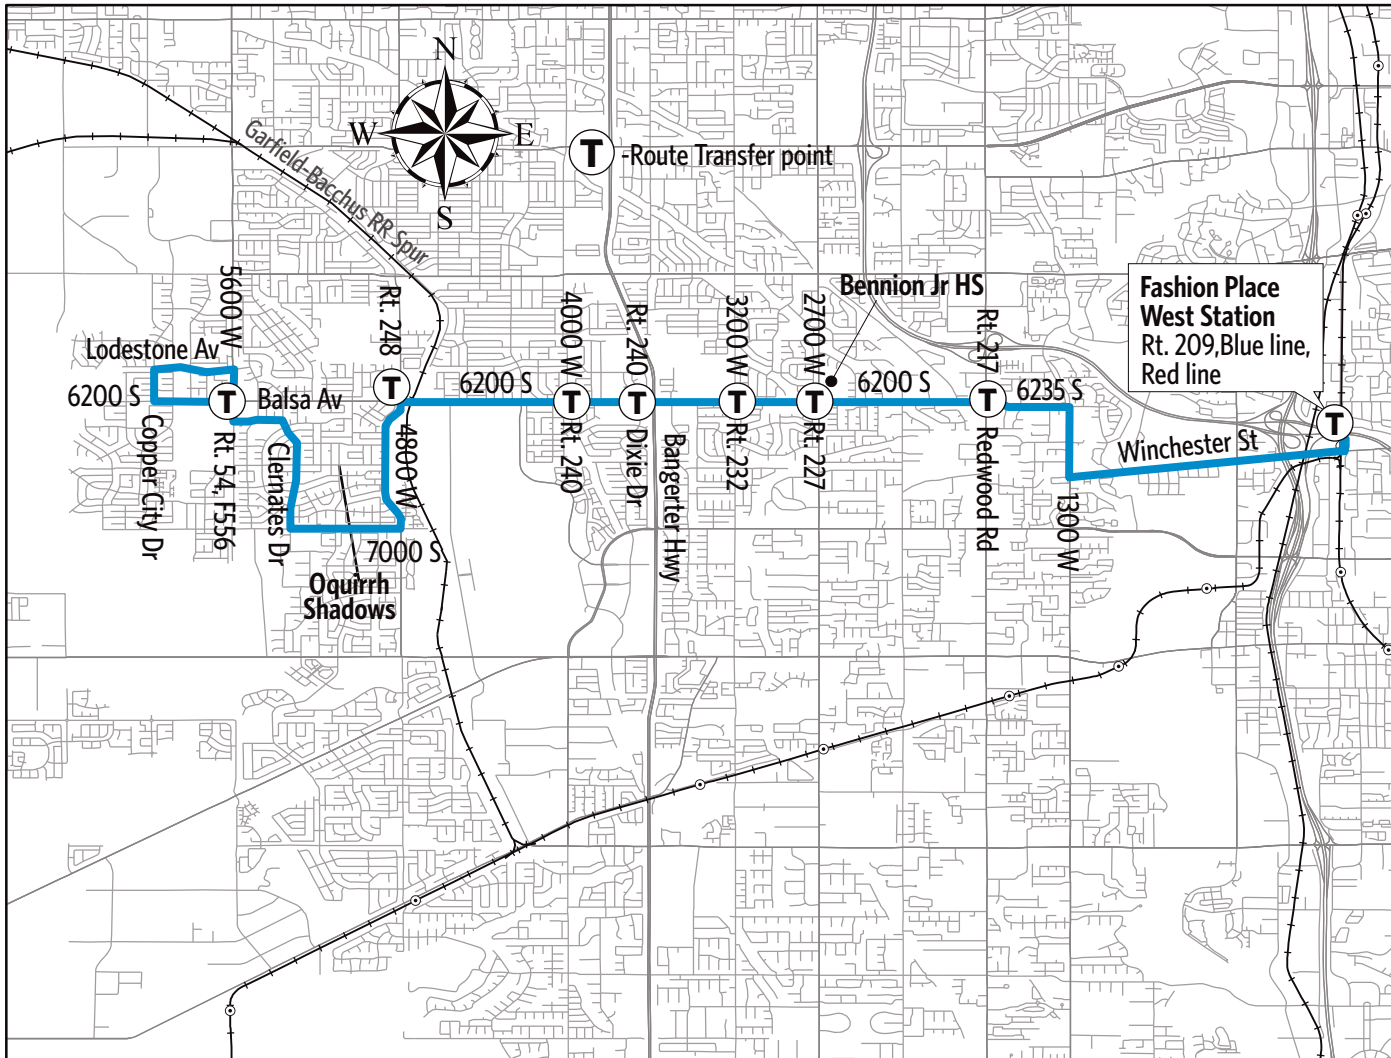 N
W
E
S
T
-Route Transfer point
Garfield-Bacchus RR Spur
5600 W
Lodestone Av
6200 S
Copper City Dr
T
Rt. 54, F556
Balsa Av
Clernates Dr
Rt. 248
T
4800 W
7000 S
Oquirrh
Shadows
6200 S
4000 W
T
Rt. 240
Rt. 240
T
Dixie Dr
Bangerter Hwy
3200 W
T
Rt. 232
2700 W
T
Rt. 227
Bennion Jr HS
6200 S
Rt. 217
T
Redwood Rd
6235 S
1300 W
Winchester St
Fashion Place
West Station
Rt. 209,Blue line,
Red line
T